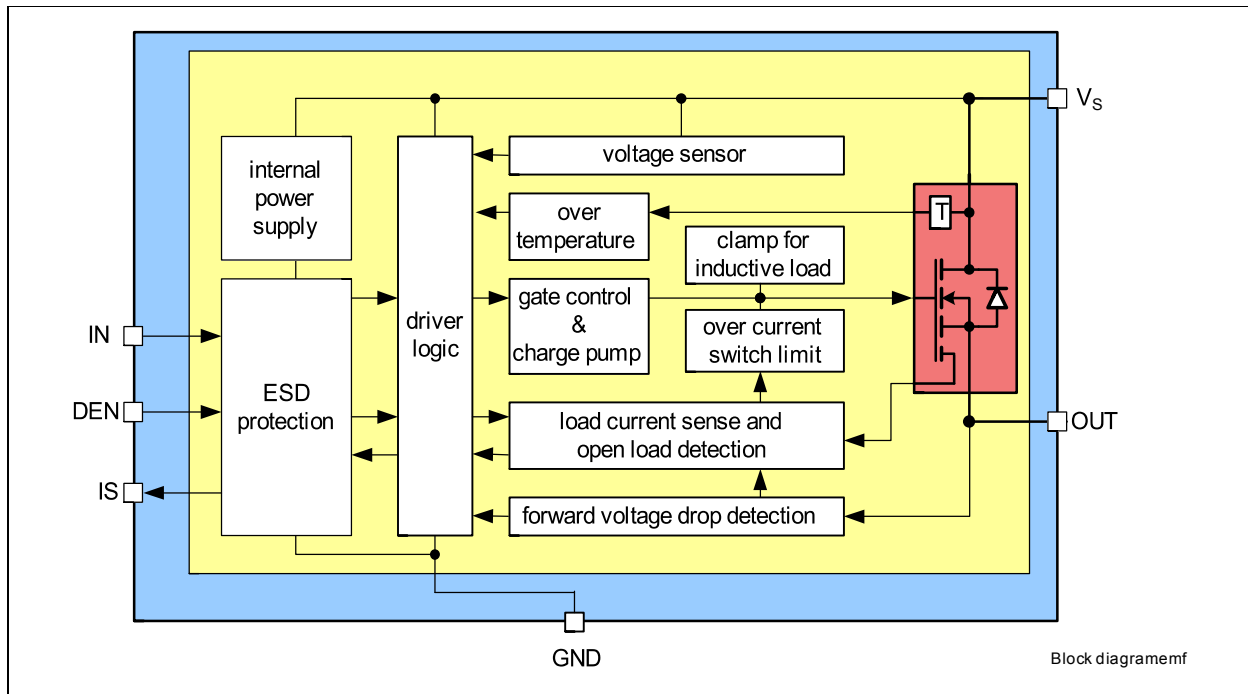 V_S
voltage sensor
internal
power
supply
over
temperature
T
clamp for
inductive load
driver
logic
gate control
&
charge pump
over current
switch limit
IN
DEN
IS
ESD
protection
load current sense and
open load detection
OUT
forward voltage drop detection
GND
Block diagramemf